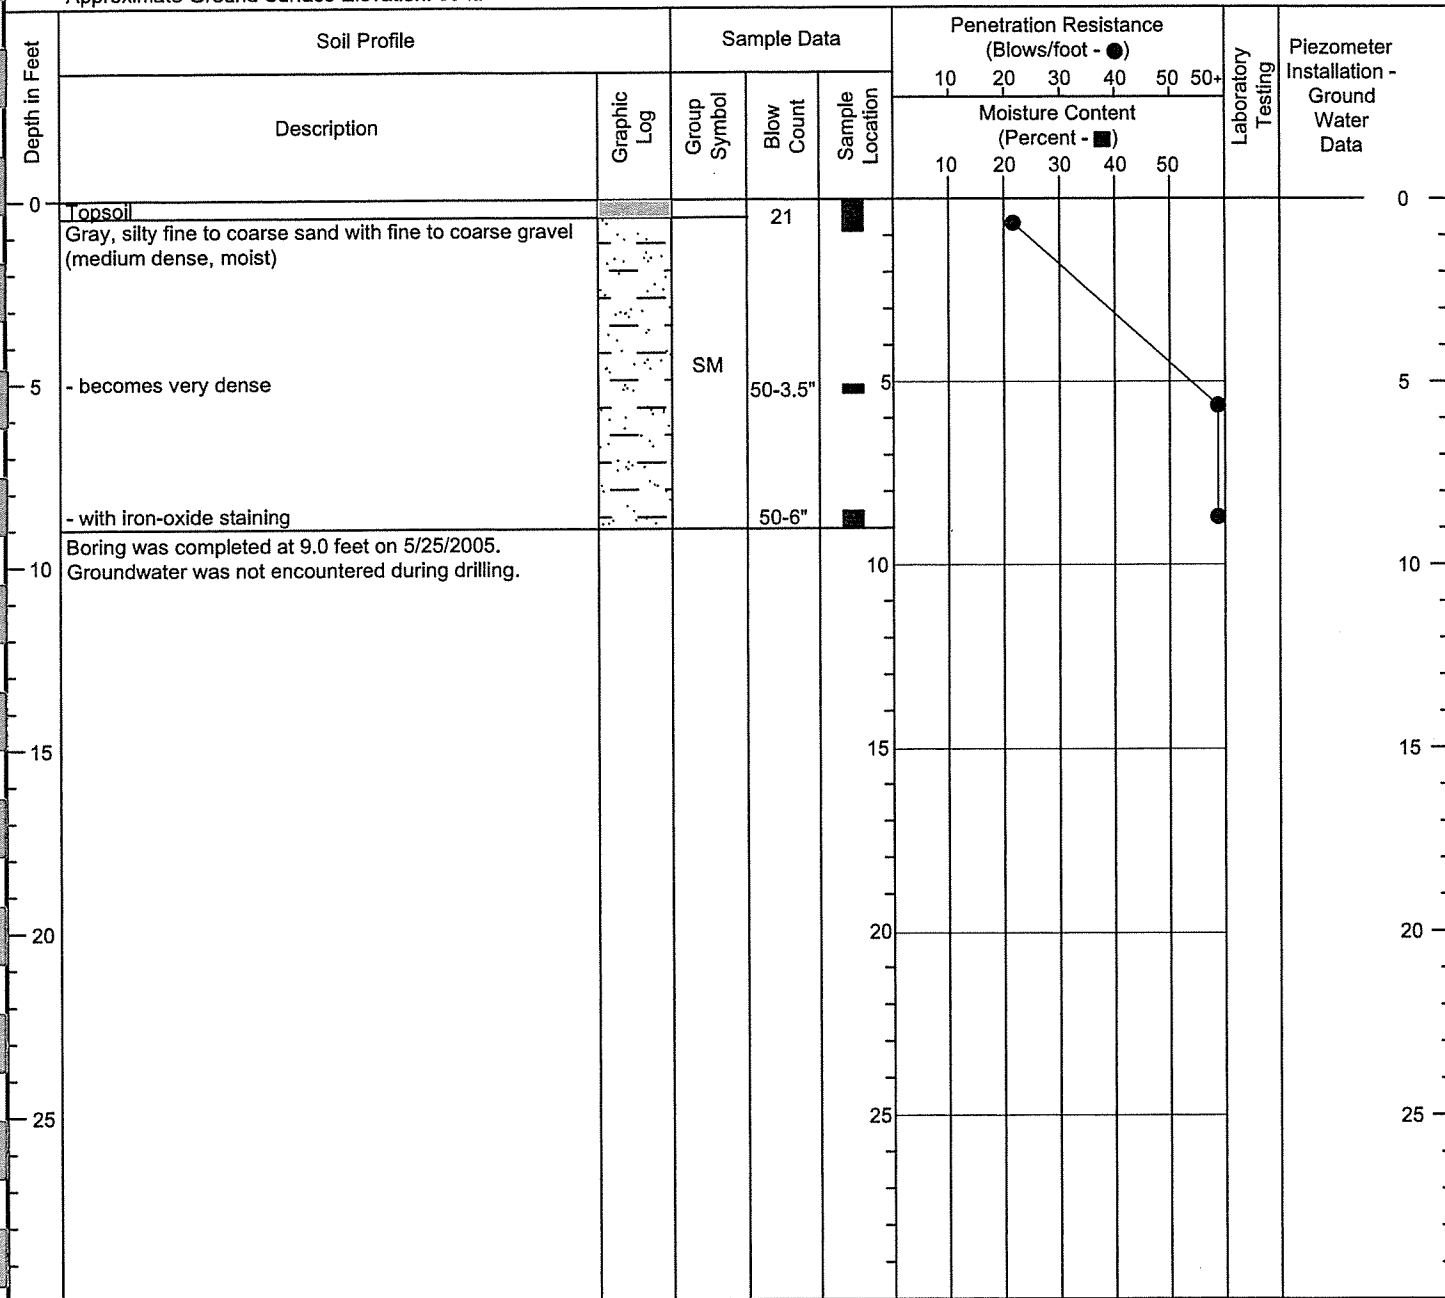 Soil Profile
Sample Data
Penetration Resistance
(Blows/foot - ●)
10 20 30 40 50 50+
Moisture Content
(Percent - ■)
10 20 30 40 50
Depth in Feet
Description
Graphic
Log
Group
Symbol
Blow
Count
Sample
Location
Laboratory
Testing
Piezometer
Installation -
Ground
Water
Data
0
Topsoil
21
0
Gray, silty fine to coarse sand with fine to coarse gravel
(medium dense, moist)
SM
5
- becomes very dense
50-3.5"
5
5
- with iron-oxide staining
50-6"
Boring was completed at 9.0 feet on 5/25/2005.
Groundwater was not encountered during drilling.
10
10
10
15
15
15
20
20
20
25
25
25